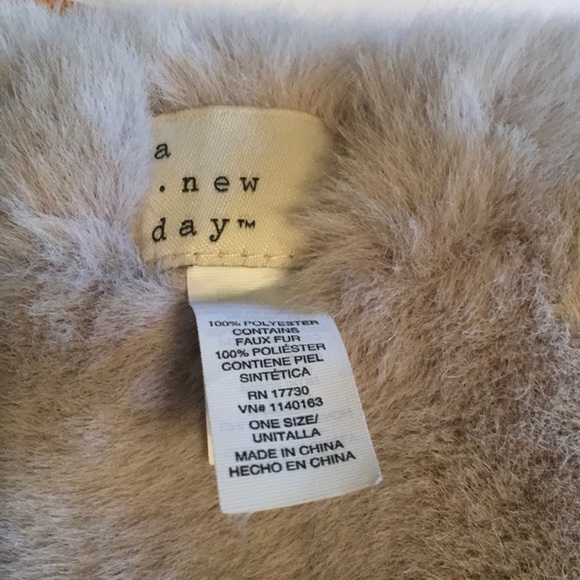 a
.new
day™
100% POLYESTER
CONTAINS
FAUX FUR
100% POLIÉSTER
CONTIENE PIEL
SINTÉTICA
RN 17730
VN# 1140163
ONE SIZE/
UNITALLA
MADE IN CHINA
HECHO EN CHINA